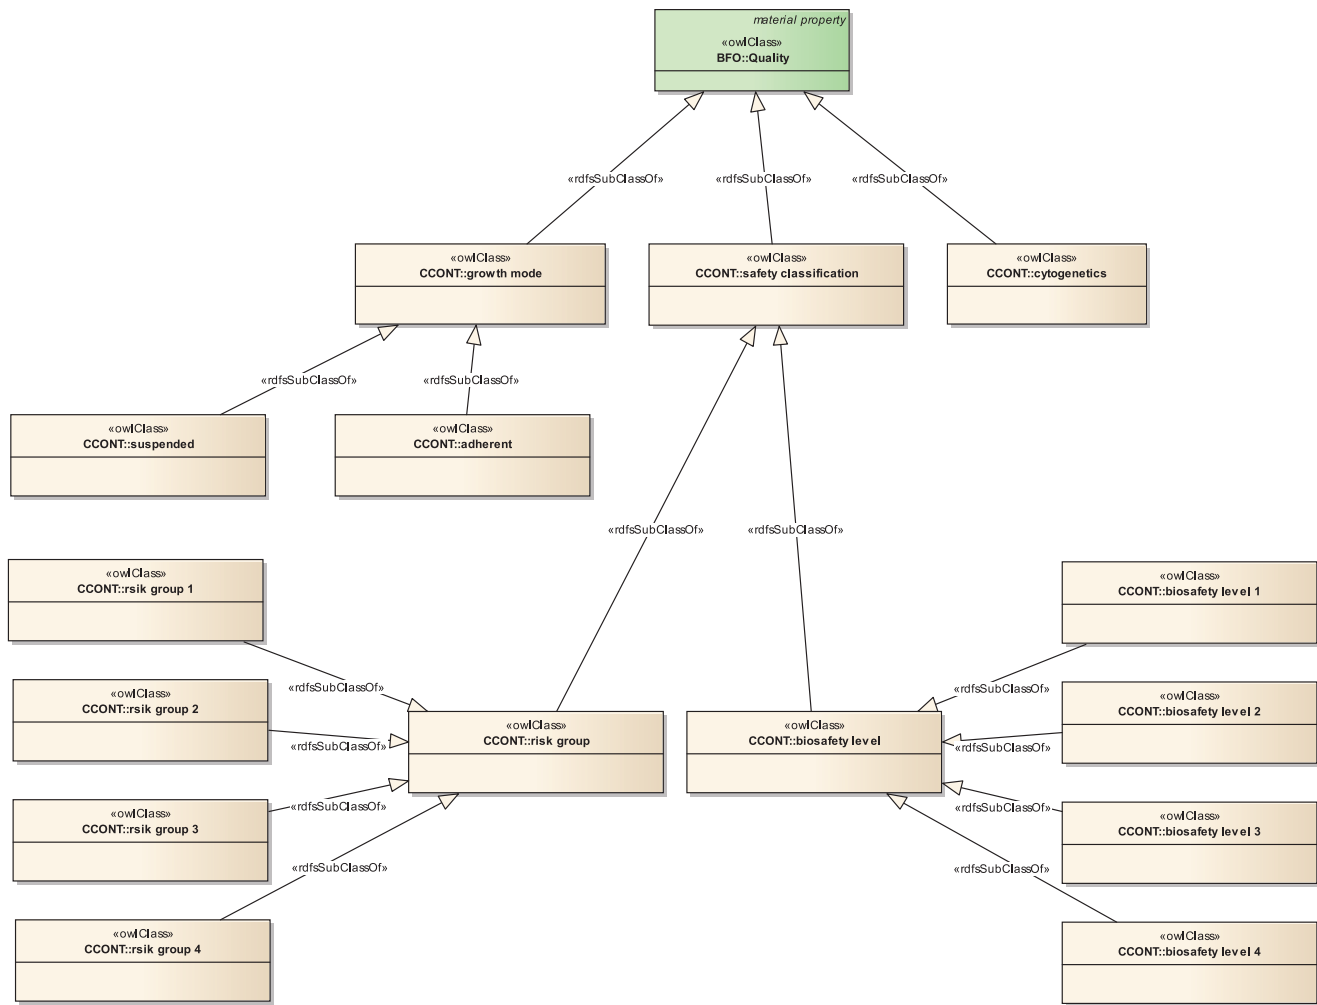 material property
«owlClass»
BFO::Quality
«rdfsSubClassOf»
«rdfsSubClassOf»
«rdfsSubClassOf»
«owlClass»
CCONT::growth mode
«owlClass»
CCONT::safety classification
«owlClass»
CCONT::cytogenetics
«rdfsSubClassOf»
«rdfsSubClassOf»
«owlClass»
CCONT::suspended
«owlClass»
CCONT::adherent
«rdfsSubClassOf»
«rdfsSubClassOf»
«owlClass»
CCONT::rsik group 1
«owlClass»
CCONT::biosafety level 1
«rdfsSubClassOf»
«rdfsSubClassOf»
«owlClass»
CCONT::rsik group 2
«owlClass»
CCONT::biosafety level 2
«owlClass»
CCONT::risk group
«owlClass»
CCONT::biosafety level
«rdfsSubClassOf»
«rdfsSubClassOf»
«rdfsSubClassOf»
«rdfsSubClassOf»
«owlClass»
CCONT::rsik group 3
«owlClass»
CCONT::biosafety level 3
«rdfsSubClassOf»
«rdfsSubClassOf»
«owlClass»
CCONT::rsik group 4
«owlClass»
CCONT::biosafety level 4